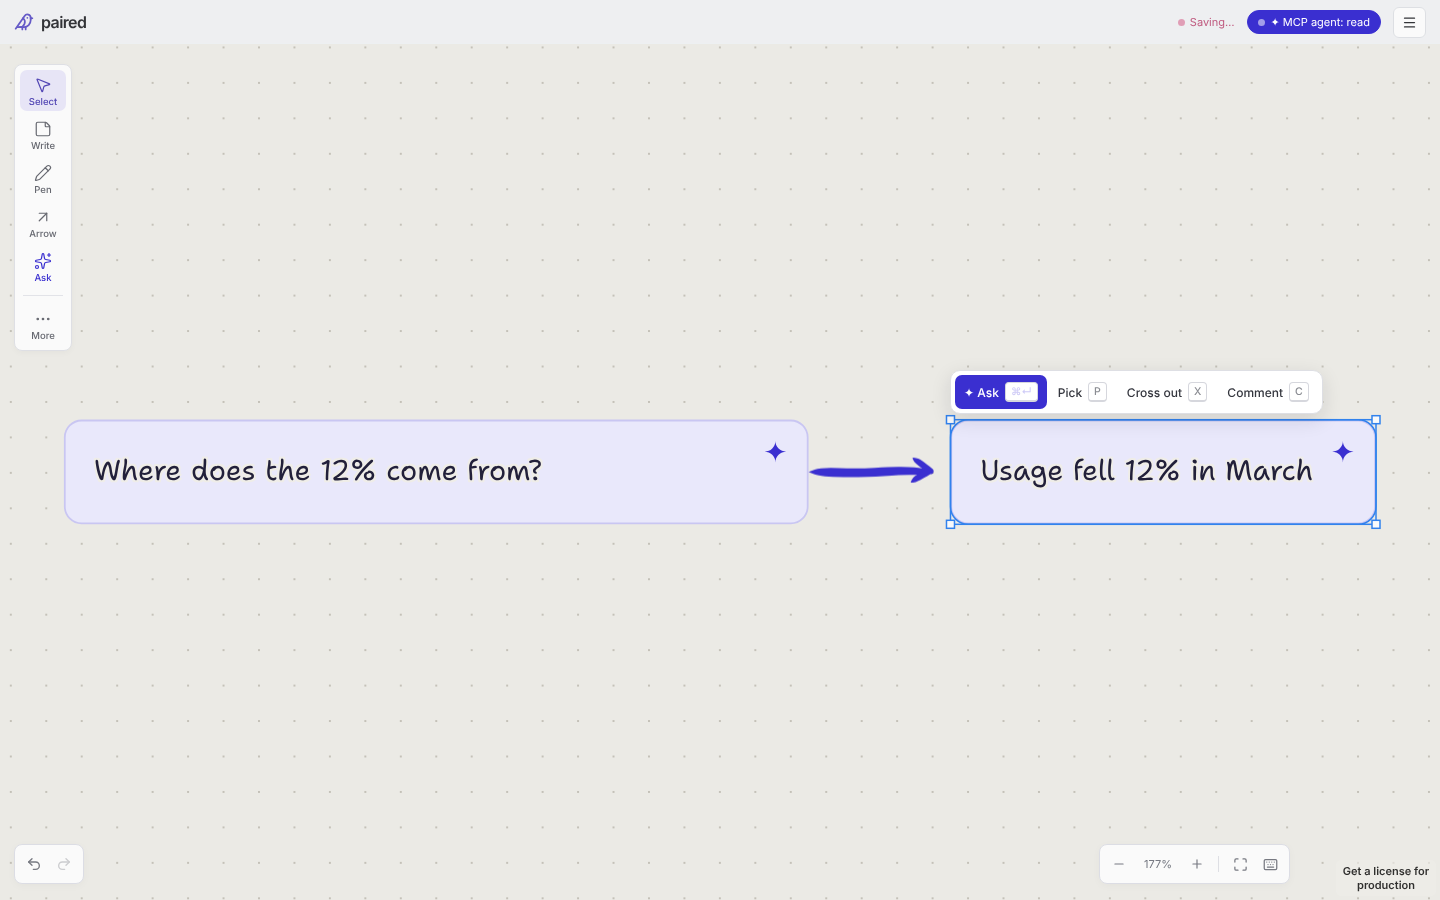 paired
Saving...
✦ MCP agent: read
Select
Write
Pen
Arrow
Ask
More
✦ Ask ⌘↵ Pick P Cross out X Comment C
Where does the 12% come from?
Usage fell 12% in March
177%
Get a license for
production